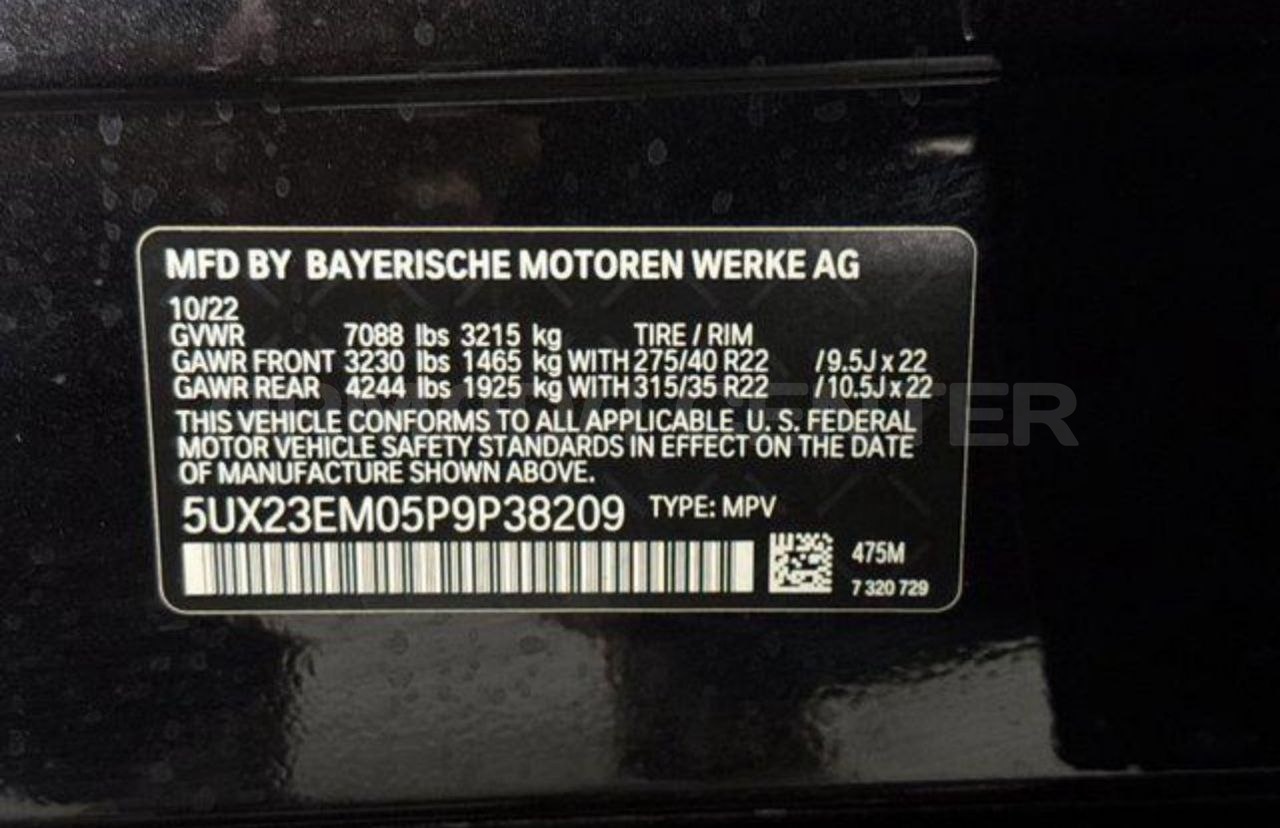 MFD BY BAYERISCHE MOTOREN WERKE AG
10/22
GVWR 7088 lbs 3215 kg TIRE / RIM
GAWR FRONT 3230 lbs 1465 kg WITH 275/40 R22 /9.5J x 22
GAWR REAR 4244 lbs 1925 kg WITH 315/35 R22 /10.5J x 22
THIS VEHICLE CONFORMS TO ALL APPLICABLE U. S. FEDERAL
MOTOR VEHICLE SAFETY STANDARDS IN EFFECT ON THE DATE
OF MANUFACTURE SHOWN ABOVE.
5UX23EM05P9P38209 TYPE: MPV
475M
7 320 729